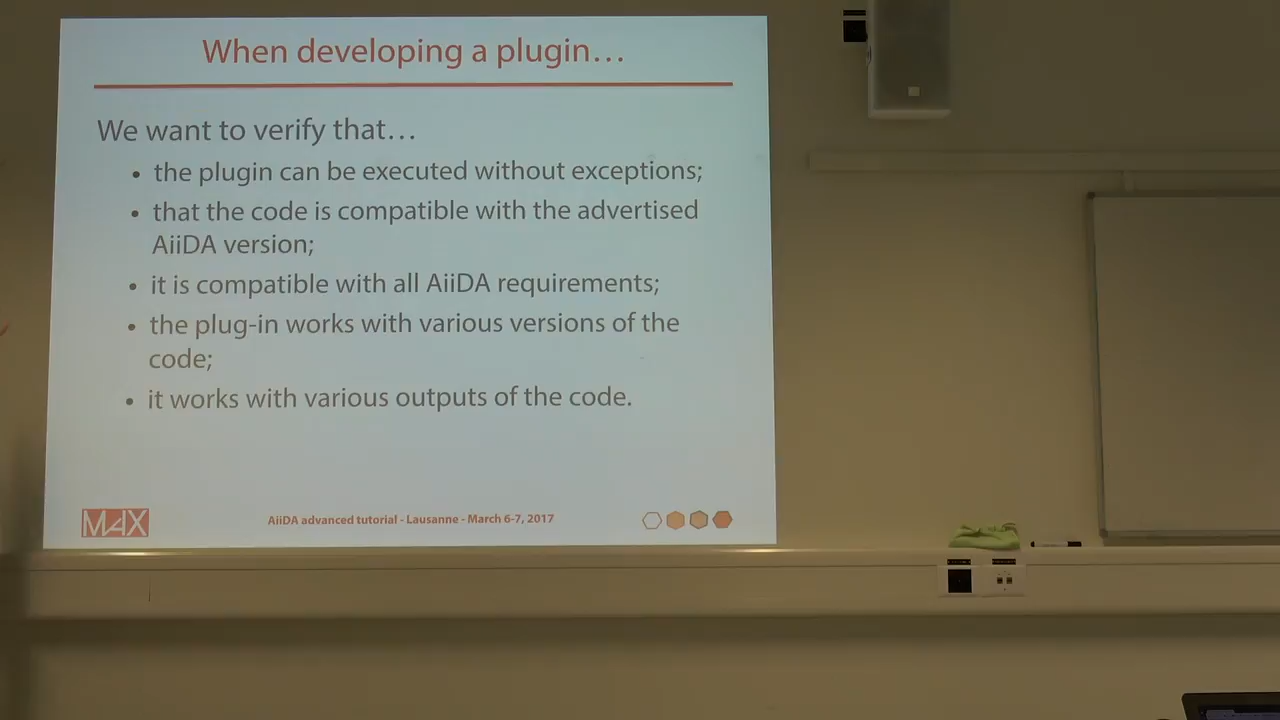 When developing a plugin…
We want to verify that…
• the plugin can be executed without exceptions;
• that the code is compatible with the advertised
AiiDA version;
• it is compatible with all AiiDA requirements;
• the plug-in works with various versions of the
code;
• it works with various outputs of the code.
MAX
AiiDA advanced tutorial - Lausanne - March 6-7, 2017